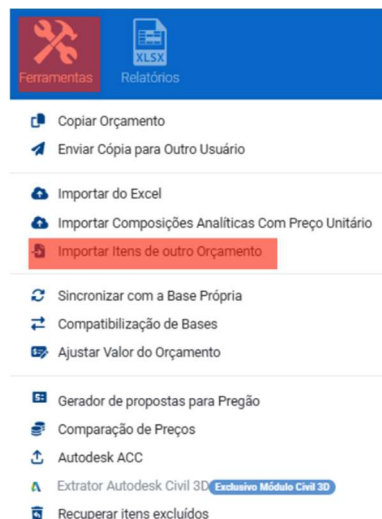 XLSX
Ferramentas Relatórios
Copiar Orçamento
Enviar Cópia para Outro Usuário
Importar do Excel
Importar Composições Analíticas Com Preço Unitário
Importar Itens de outro Orçamento
Sincronizar com a Base Própria
Compatibilização de Bases
Ajustar Valor do Orçamento
Gerador de propostas para Pregão
Comparação de Preços
Autodesk ACC
Extrator Autodesk Civil 3D Exclusivo Módulo Civil 3D
Recuperar itens excluídos